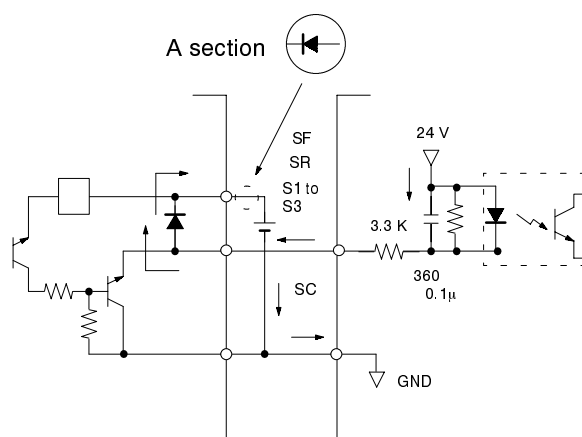 A section
SF
SR
S1 to
S3
24 V
3.3 K
360
0.1µ
SC
GND